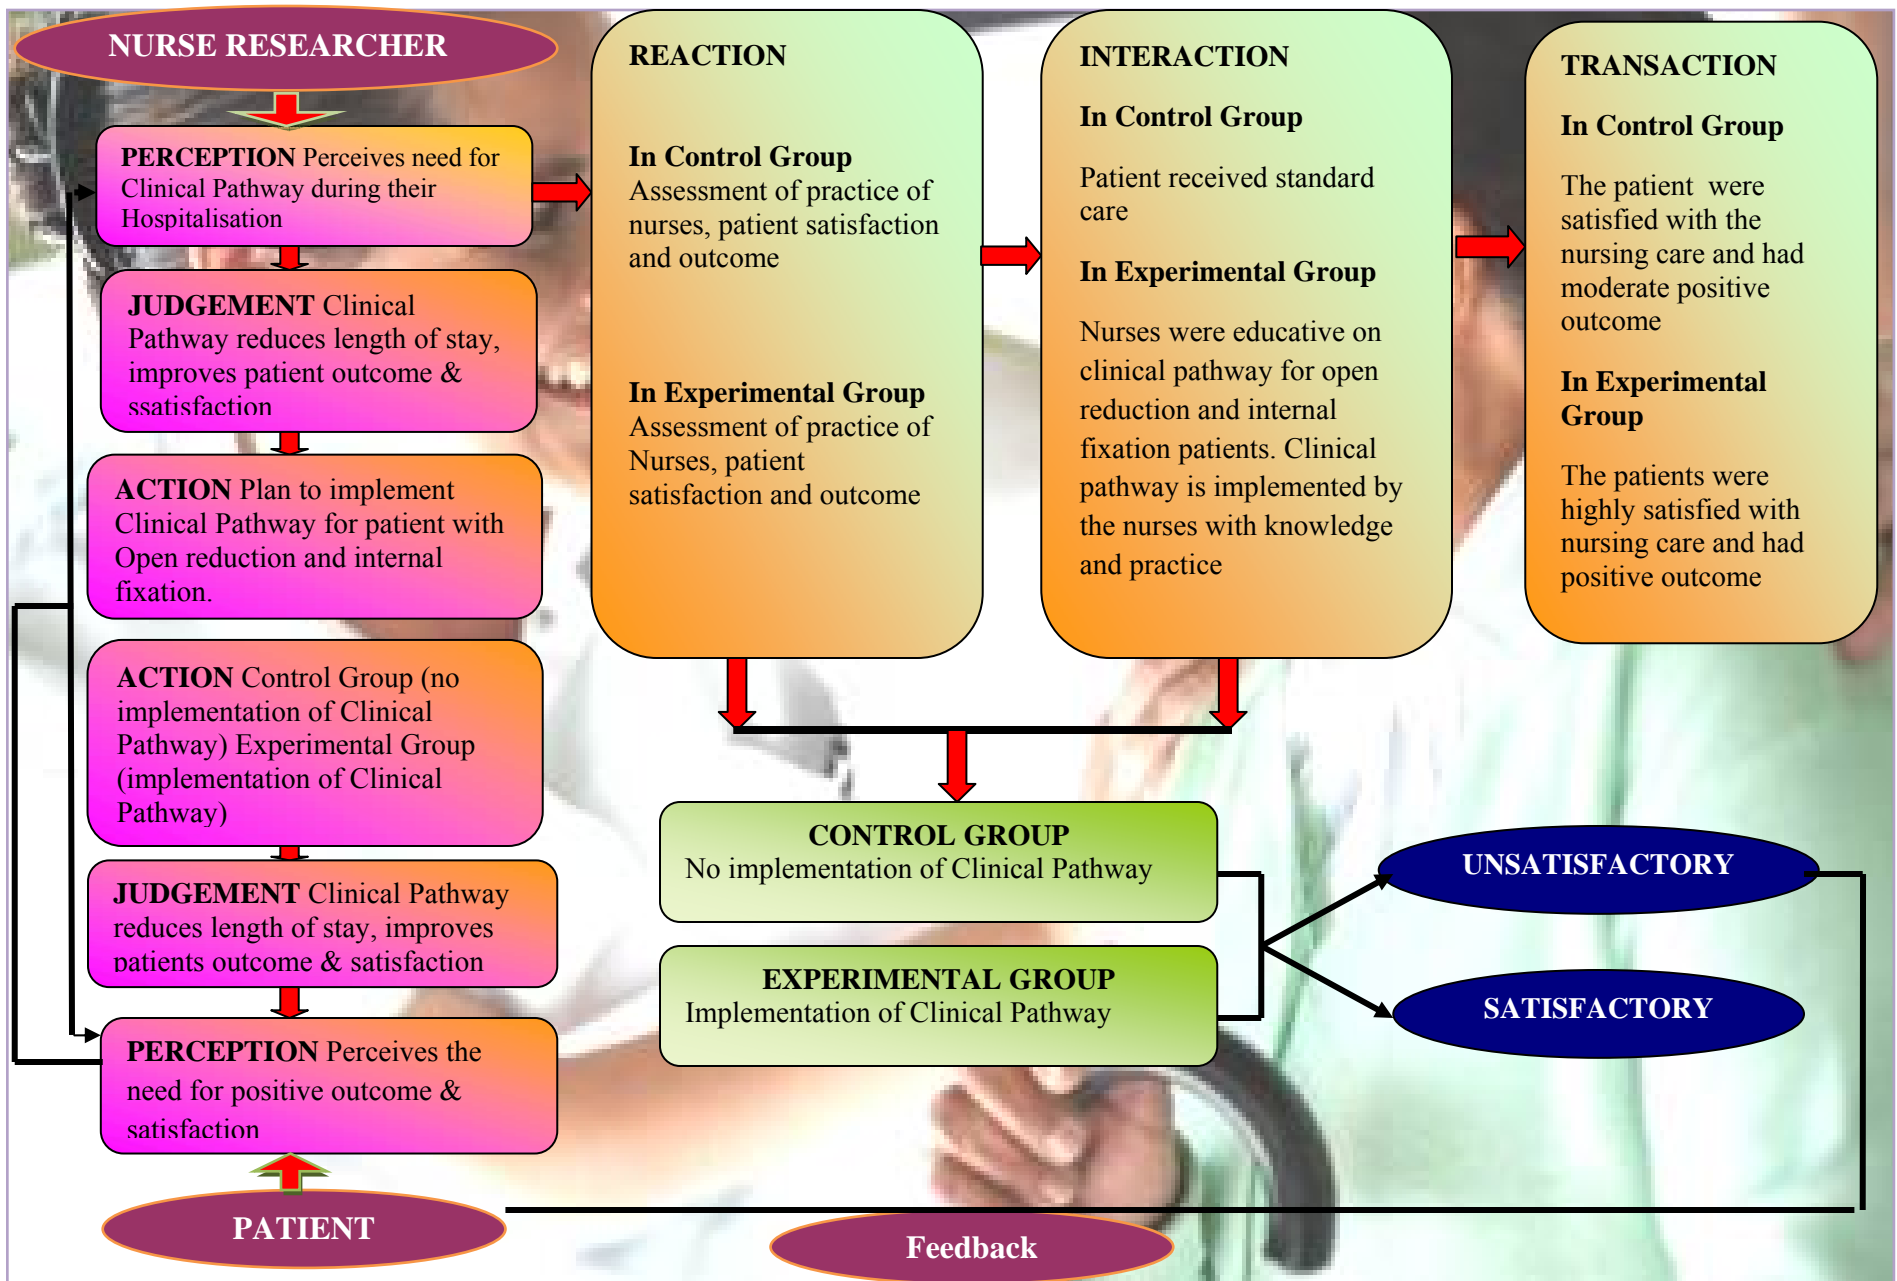 NURSE RESEARCHER
PERCEPTION Perceives need for
Clinical Pathway during their
Hospitalisation
JUDGEMENT Clinical
Pathway reduces length of stay,
improves patient outcome &
ssatisfaction
ACTION Plan to implement
Clinical Pathway for patient with
Open reduction and internal
fixation.
ACTION Control Group (no
implementation of Clinical
Pathway) Experimental Group
(implementation of Clinical
Pathway)
JUDGEMENT Clinical Pathway
reduces length of stay, improves
patients outcome & satisfaction
PERCEPTION Perceives the
need for positive outcome &
satisfaction
PATIENT
REACTION
In Control Group
Assessment of practice of
nurses, patient satisfaction
and outcome
In Experimental Group
Assessment of practice of
Nurses, patient
satisfaction and outcome
INTERACTION
In Control Group
Patient received standard
care
In Experimental Group
Nurses were educative on
clinical pathway for open
reduction and internal
fixation patients. Clinical
pathway is implemented by
the nurses with knowledge
and practice
TRANSACTION
In Control Group
The patient were
satisfied with the
nursing care and had
moderate positive
outcome
In Experimental
Group
The patients were
highly satisfied with
nursing care and had
positive outcome
CONTROL GROUP
No implementation of Clinical Pathway
EXPERIMENTAL GROUP
Implementation of Clinical Pathway
UNSATISFACTORY
SATISFACTORY
Feedback